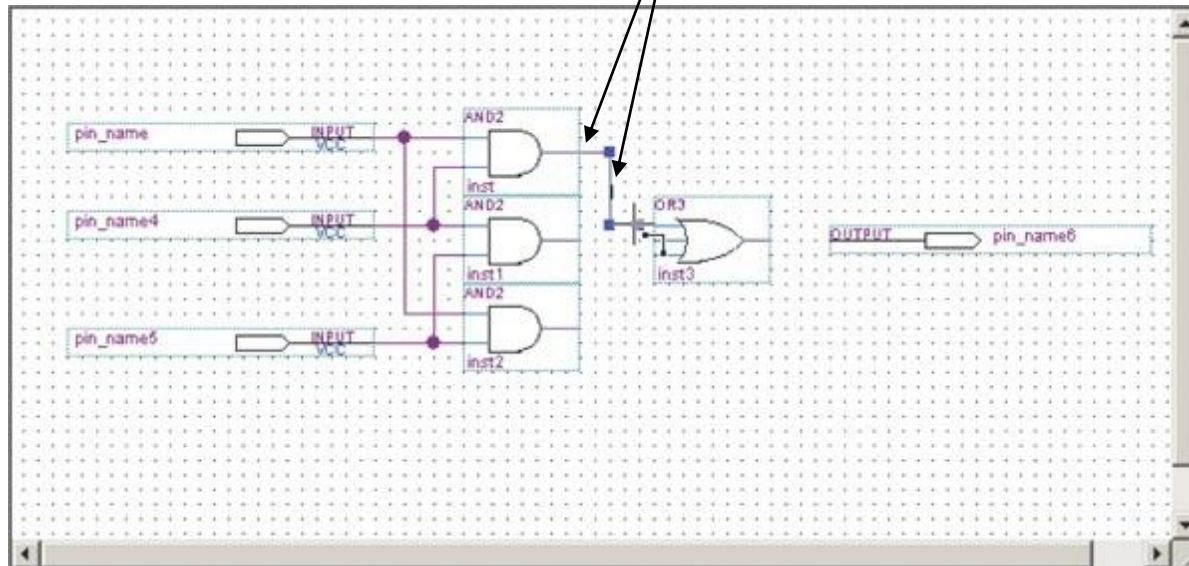 AND2
pin_name INPUT
VCC
inst
AND2
OR3
pin_name4 INPUT
VCC
OUTPUT pin_name6
inst1
inst3
AND2
pin_name5 INPUT
VCC
inst2